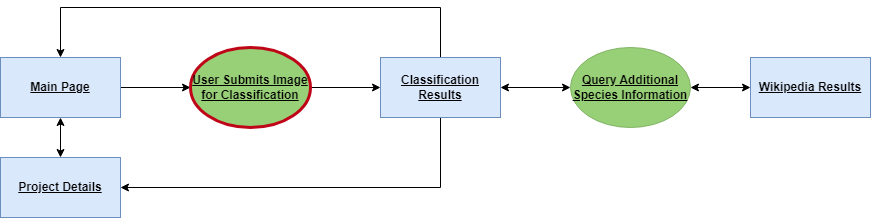 Main Page
User Submits Image
for Classification
Classification
Results
Query Additional
Species Information
Wikipedia Results
Project Details